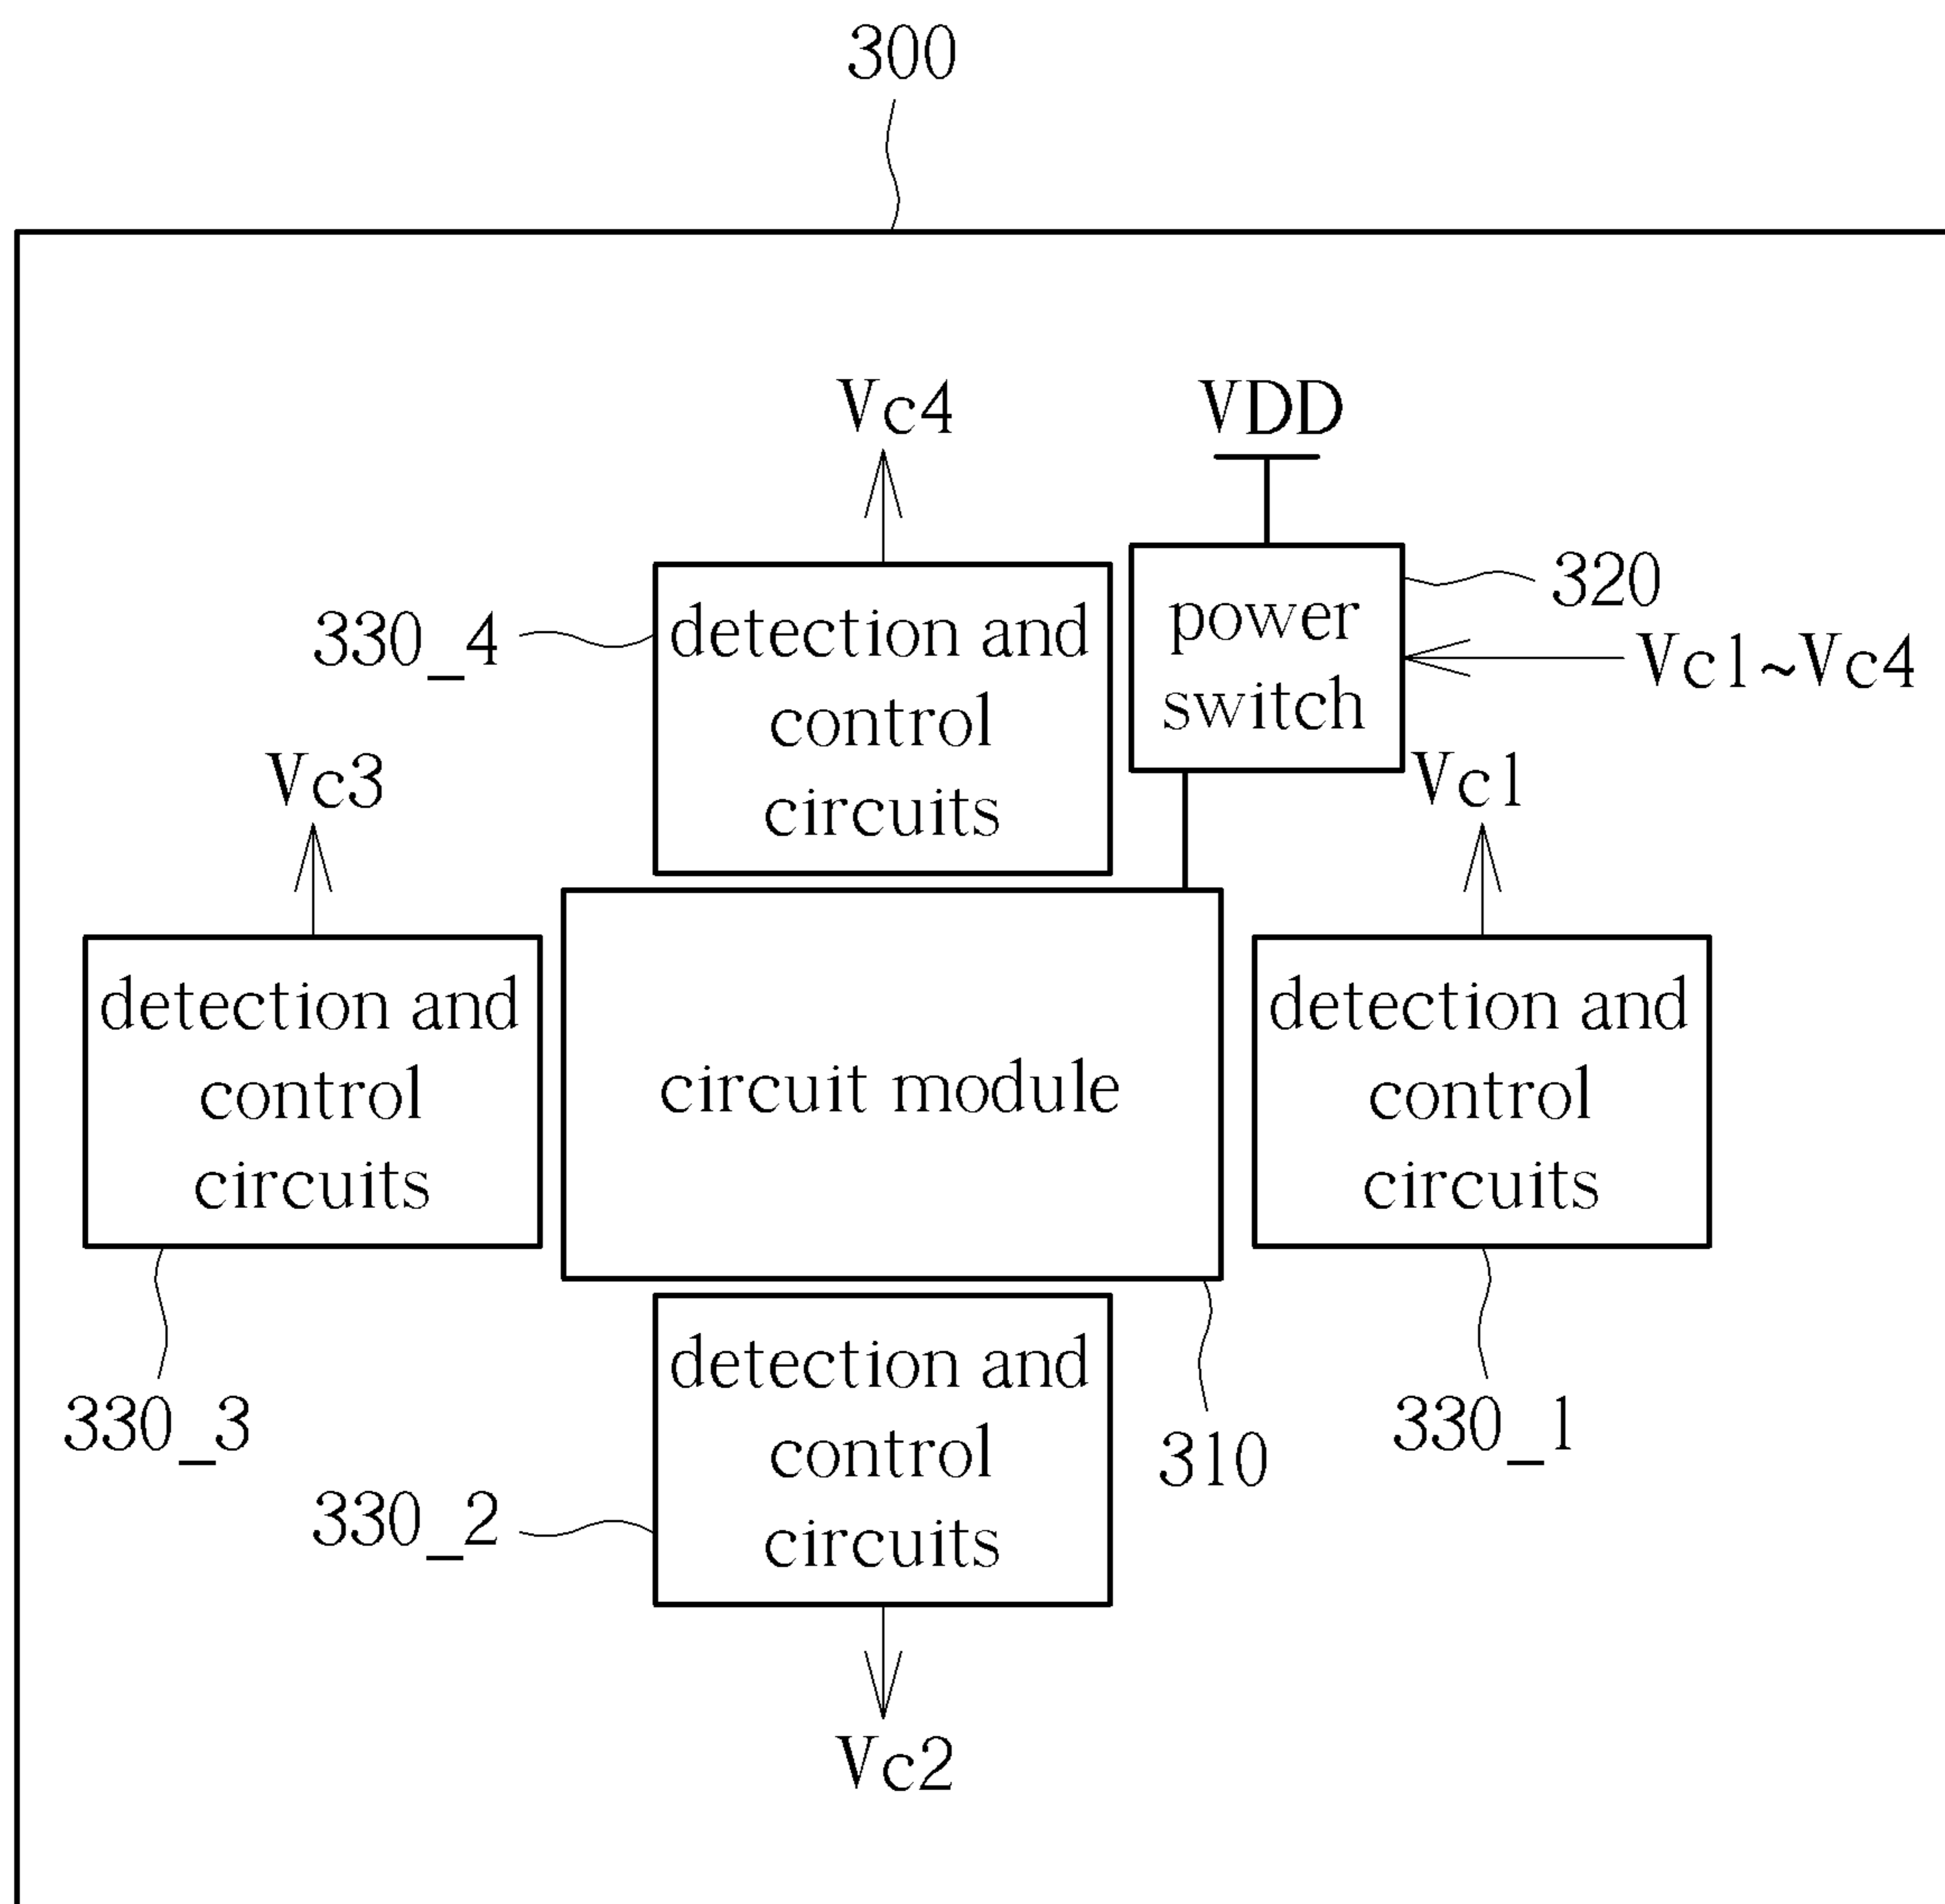 300
Vc4
VDD
330_4
detection and
control
circuits
power
switch
320
Vc1~Vc4
Vc3
Vc1
detection and
control
circuits
circuit module
detection and
control
circuits
330_3
detection and
control
circuits
310
330_1
330_2
Vc2